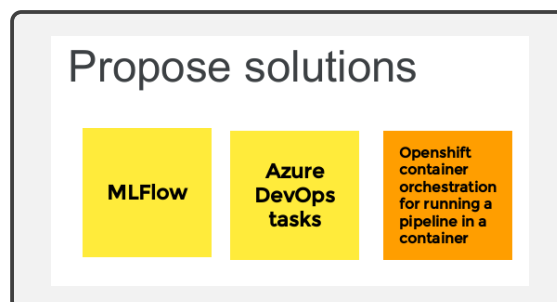 Propose solutions
MLFlow
Azure
DevOps
tasks
Openshift
container
orchestration
for running a
pipeline in a
container